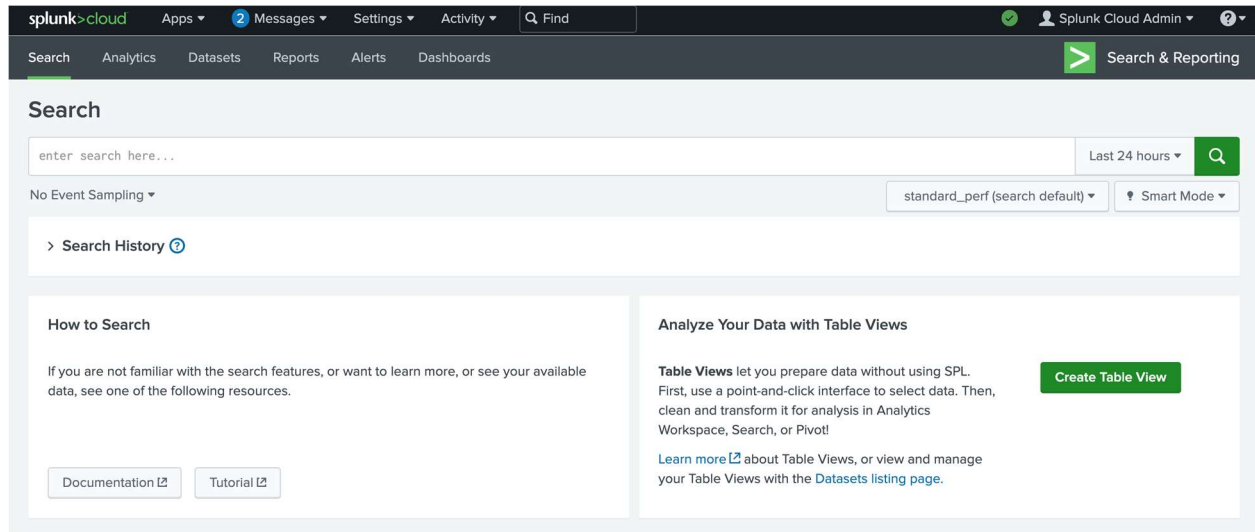 splunk>cloud Apps 2 Messages Settings Activity Find Splunk Cloud Admin ?
Search Analytics Datasets Reports Alerts Dashboards > Search & Reporting
Search
enter search here... Last 24 hours
No Event Sampling standard_perf (search default) Smart Mode
> Search History ?
How to Search
If you are not familiar with the search features, or want to learn more, or see your available
data, see one of the following resources.
Documentation Tutorial
Analyze Your Data with Table Views
Table Views let you prepare data without using SPL.
First, use a point-and-click interface to select data. Then,
clean and transform it for analysis in Analytics
Workspace, Search, or Pivot!
Learn more about Table Views, or view and manage
your Table Views with the Datasets listing page.
Create Table View